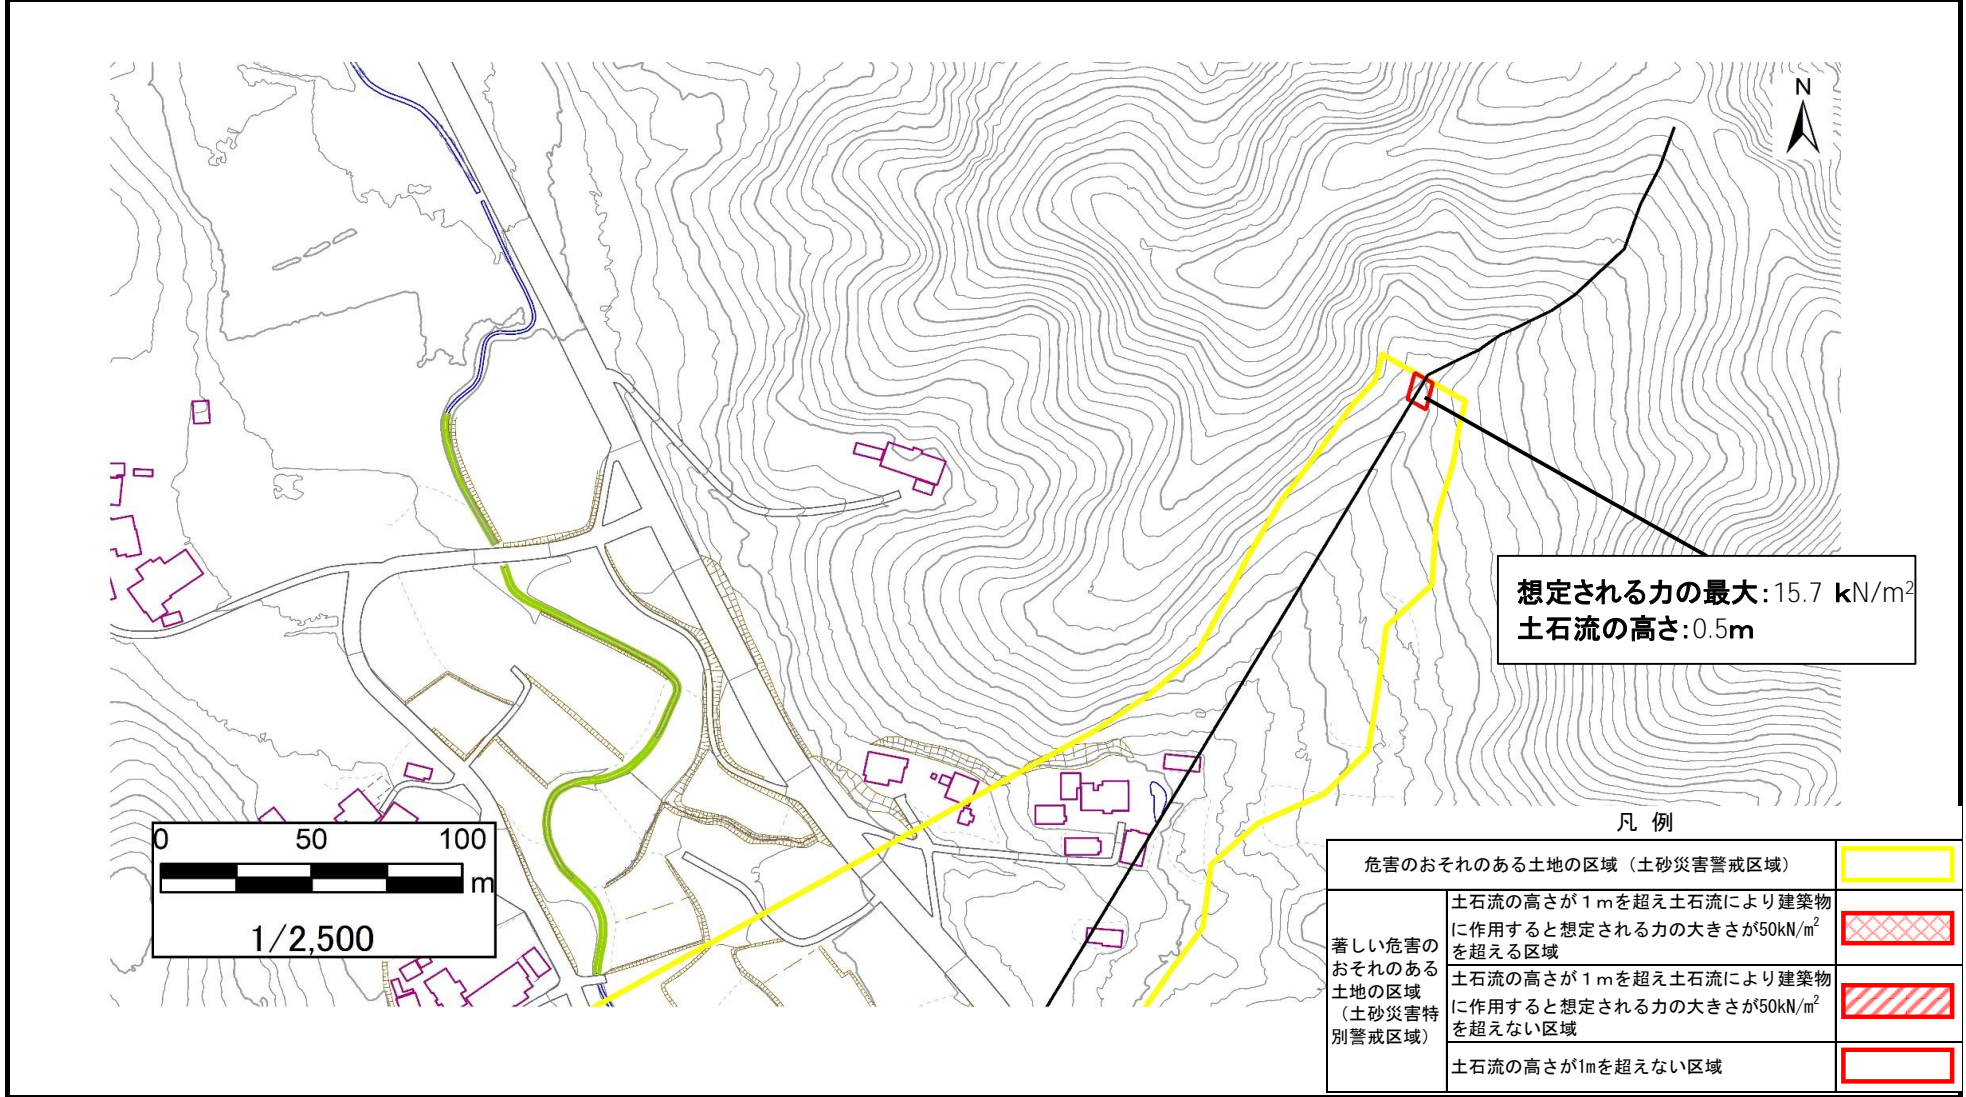 N
想定される力の最大:15.7 kN/m²
土石流の高さ:0.5m
0 50 100
m
1/2,500
凡 例
危害のおそれのある土地の区域（土砂災害警戒区域）
著しい危害の
おそれのある
土地の区域
（土砂災害特
別警戒区域）
土石流の高さが１ｍを超え土石流により建築物
に作用すると想定される力の大きさが50kN/㎡
を超える区域
土石流の高さが１ｍを超え土石流により建築物
に作用すると想定される力の大きさが50kN/㎡
を超えない区域
土石流の高さが1mを超えない区域